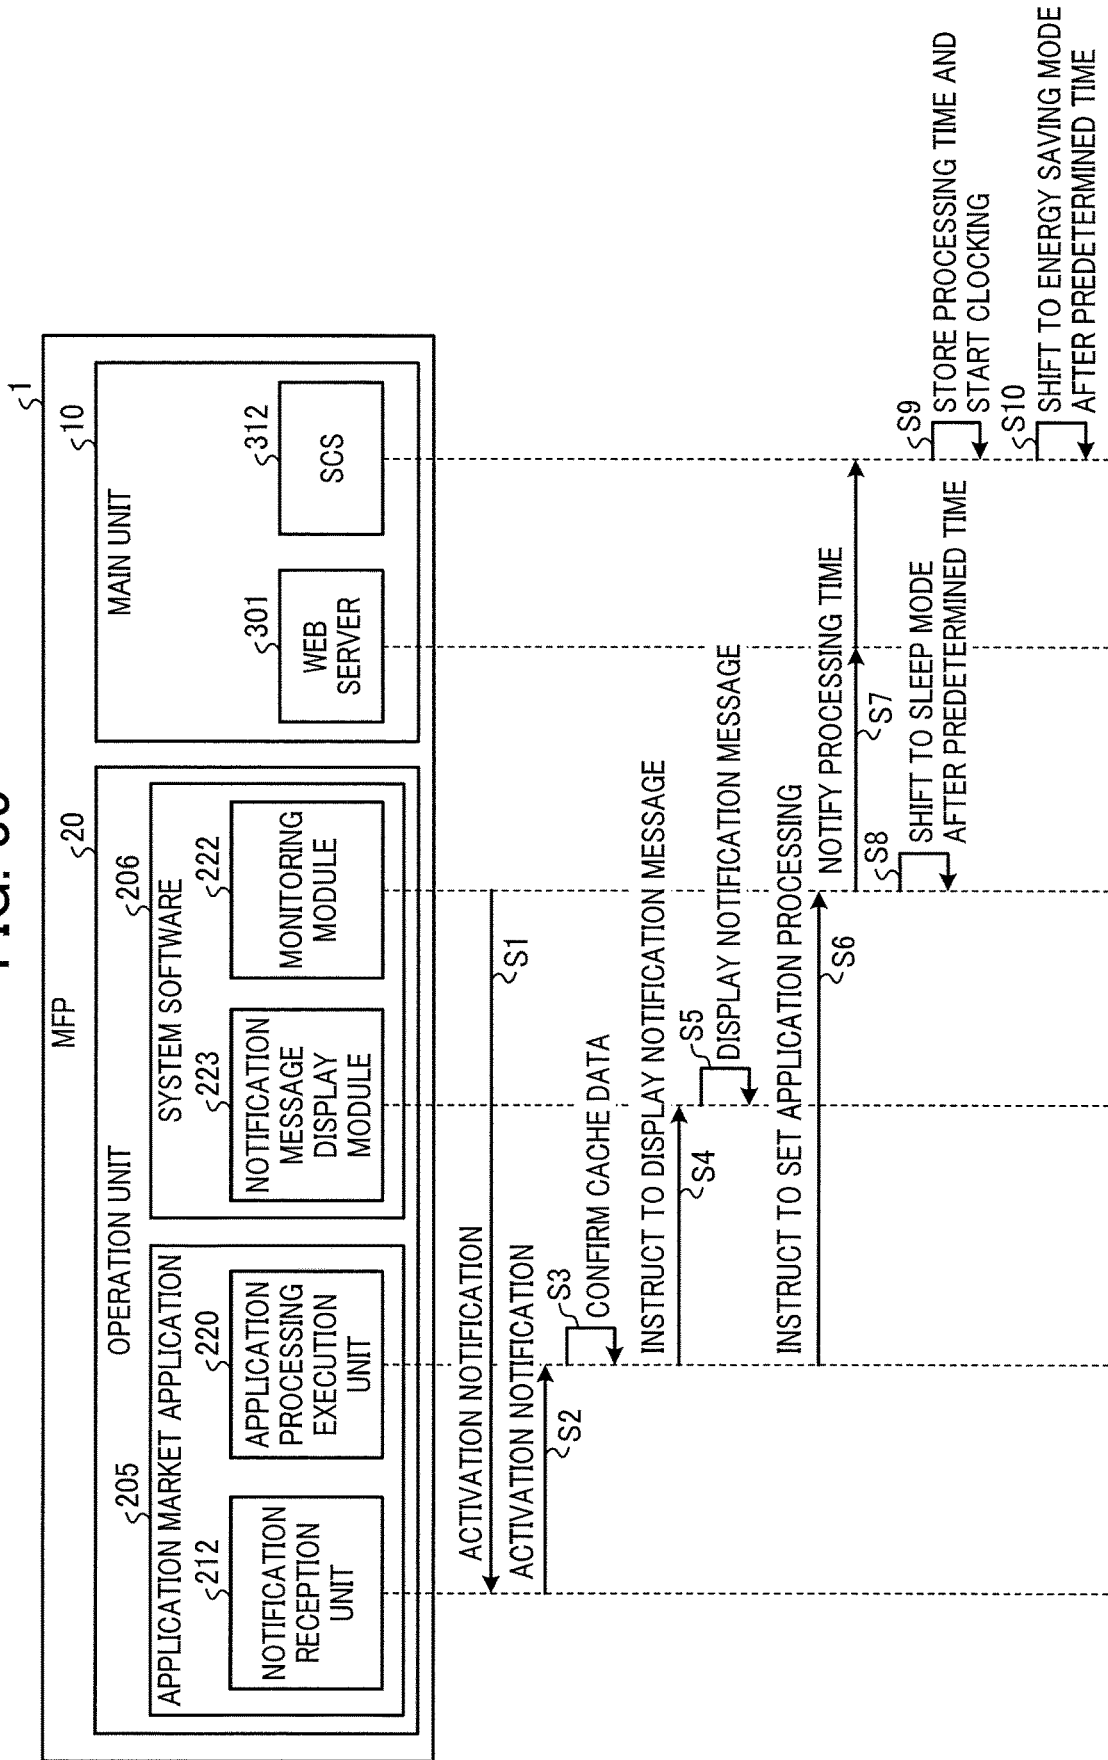 MFP
1
OPERATION UNIT
20
MAIN UNIT
10
APPLICATION MARKET APPLICATION
205
SYSTEM SOFTWARE
206
212
NOTIFICATION
RECEPTION
UNIT
220
APPLICATION
PROCESSING
EXECUTION
UNIT
223
NOTIFICATION
MESSAGE
DISPLAY
MODULE
222
MONITORING
MODULE
301
WEB
SERVER
312
SCS
ACTIVATION NOTIFICATION
S1
ACTIVATION NOTIFICATION
S2
S3
CONFIRM CACHE DATA
INSTRUCT TO DISPLAY NOTIFICATION MESSAGE
S4
S5
DISPLAY NOTIFICATION MESSAGE
INSTRUCT TO SET APPLICATION PROCESSING
S6
NOTIFY PROCESSING TIME
S7
S8
SHIFT TO SLEEP MODE
AFTER PREDETERMINED TIME
S9
STORE PROCESSING TIME AND
START CLOCKING
S10
SHIFT TO ENERGY SAVING MODE
AFTER PREDETERMINED TIME